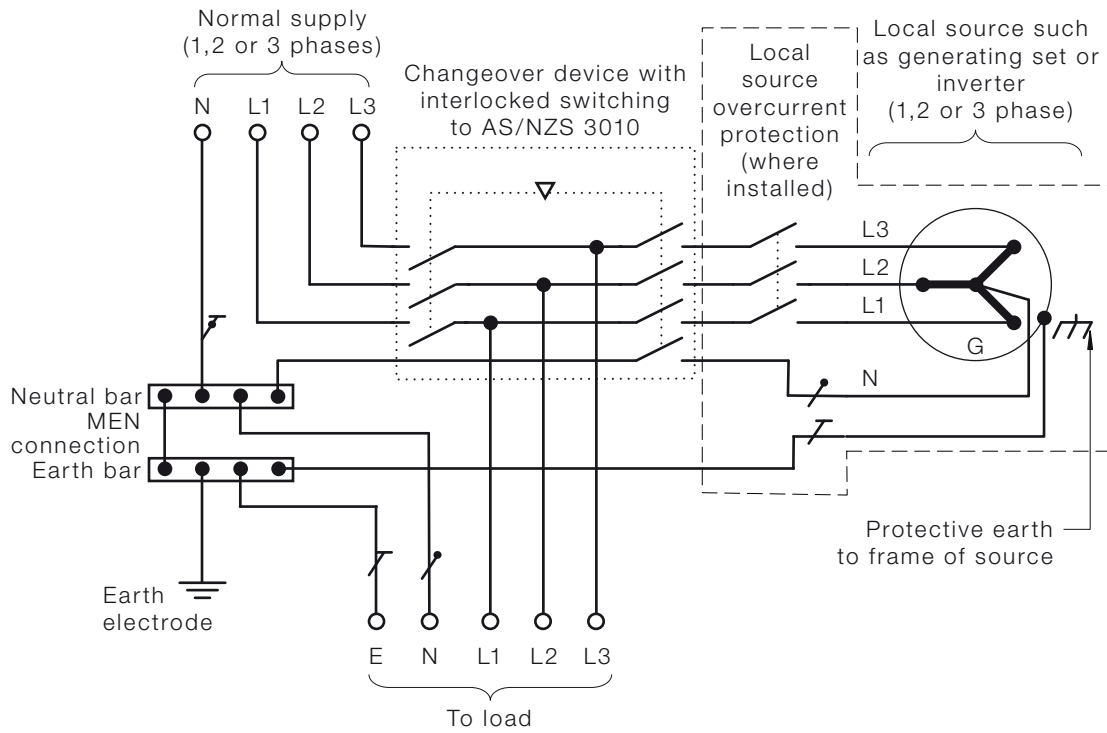 Normal supply
(1,2 or 3 phases)
N L1 L2 L3
Changeover device with
interlocked switching
to AS/NZS 3010
Local
source
overcurrent
protection
(where
installed)
Local source such
as generating set or
inverter
(1,2 or 3 phase)
L3
L2
L1
G
N
Neutral bar
MEN
connection
Earth bar
Earth
electrode
Protective earth
to frame of source
E N L1 L2 L3
To load